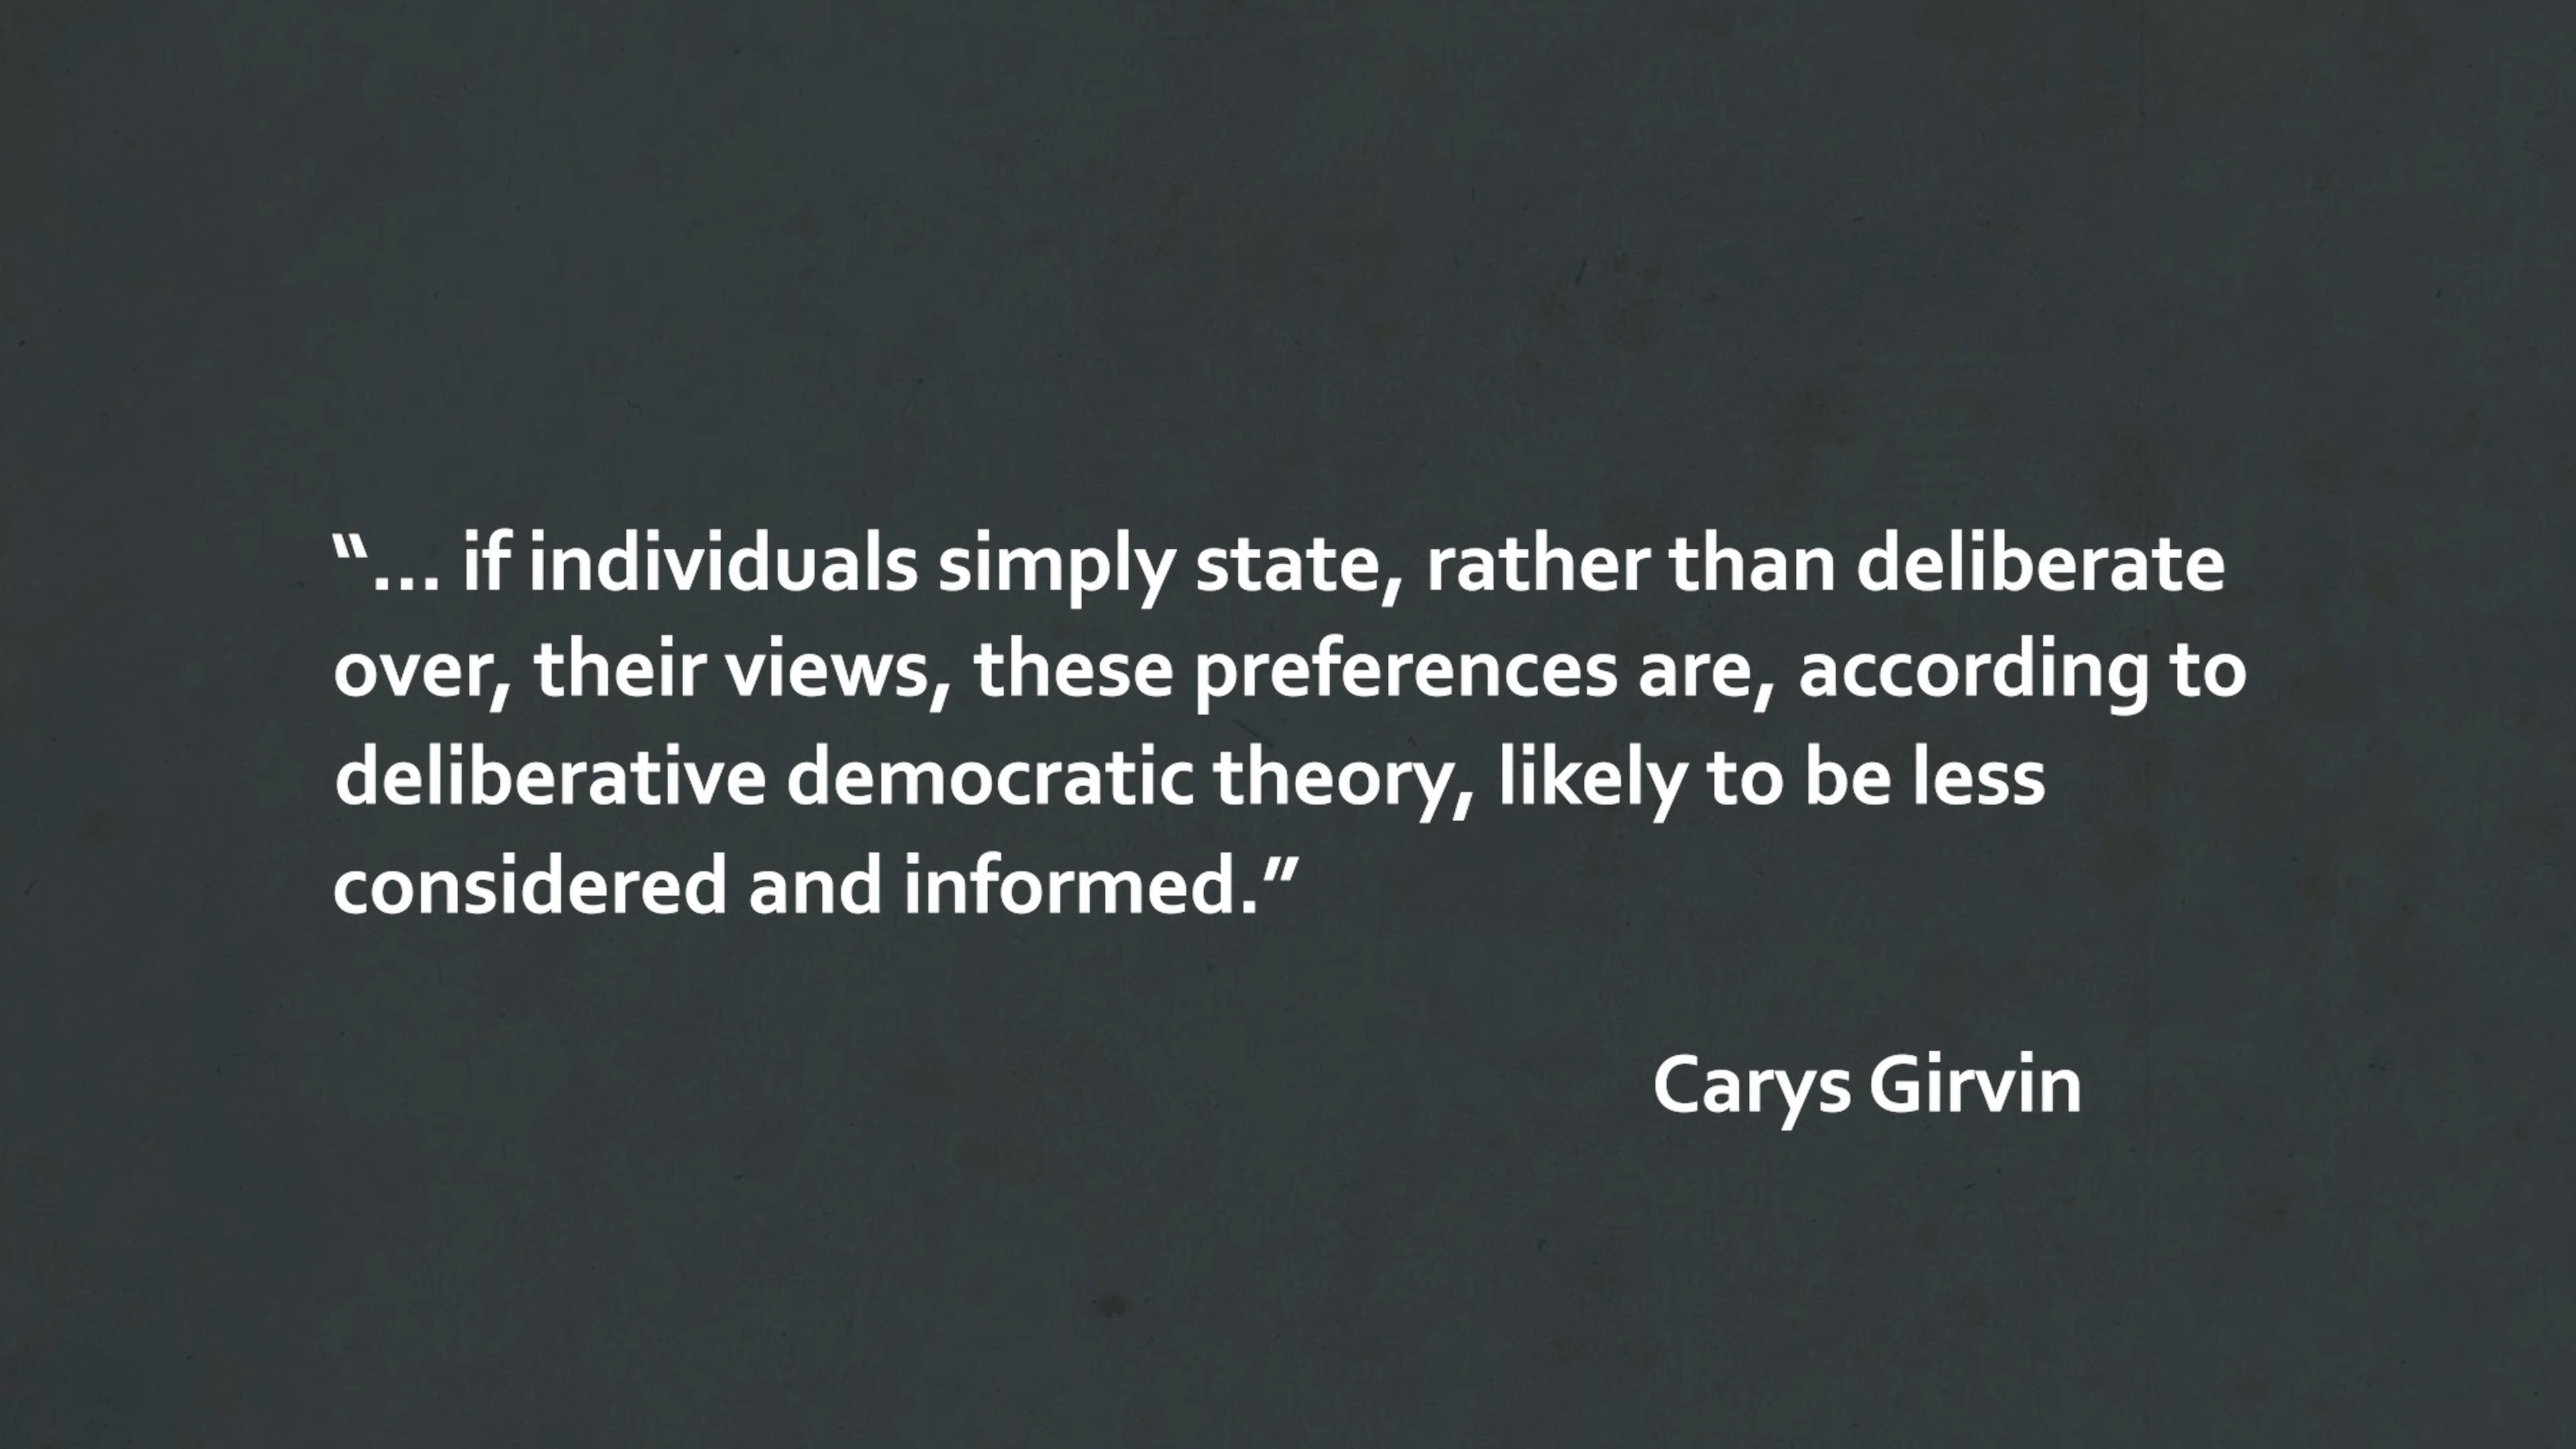 “... if individuals simply state, rather than deliberate
over, their views, these preferences are, according to
deliberative democratic theory, likely to be less
considered and informed.”
Carys Girvin